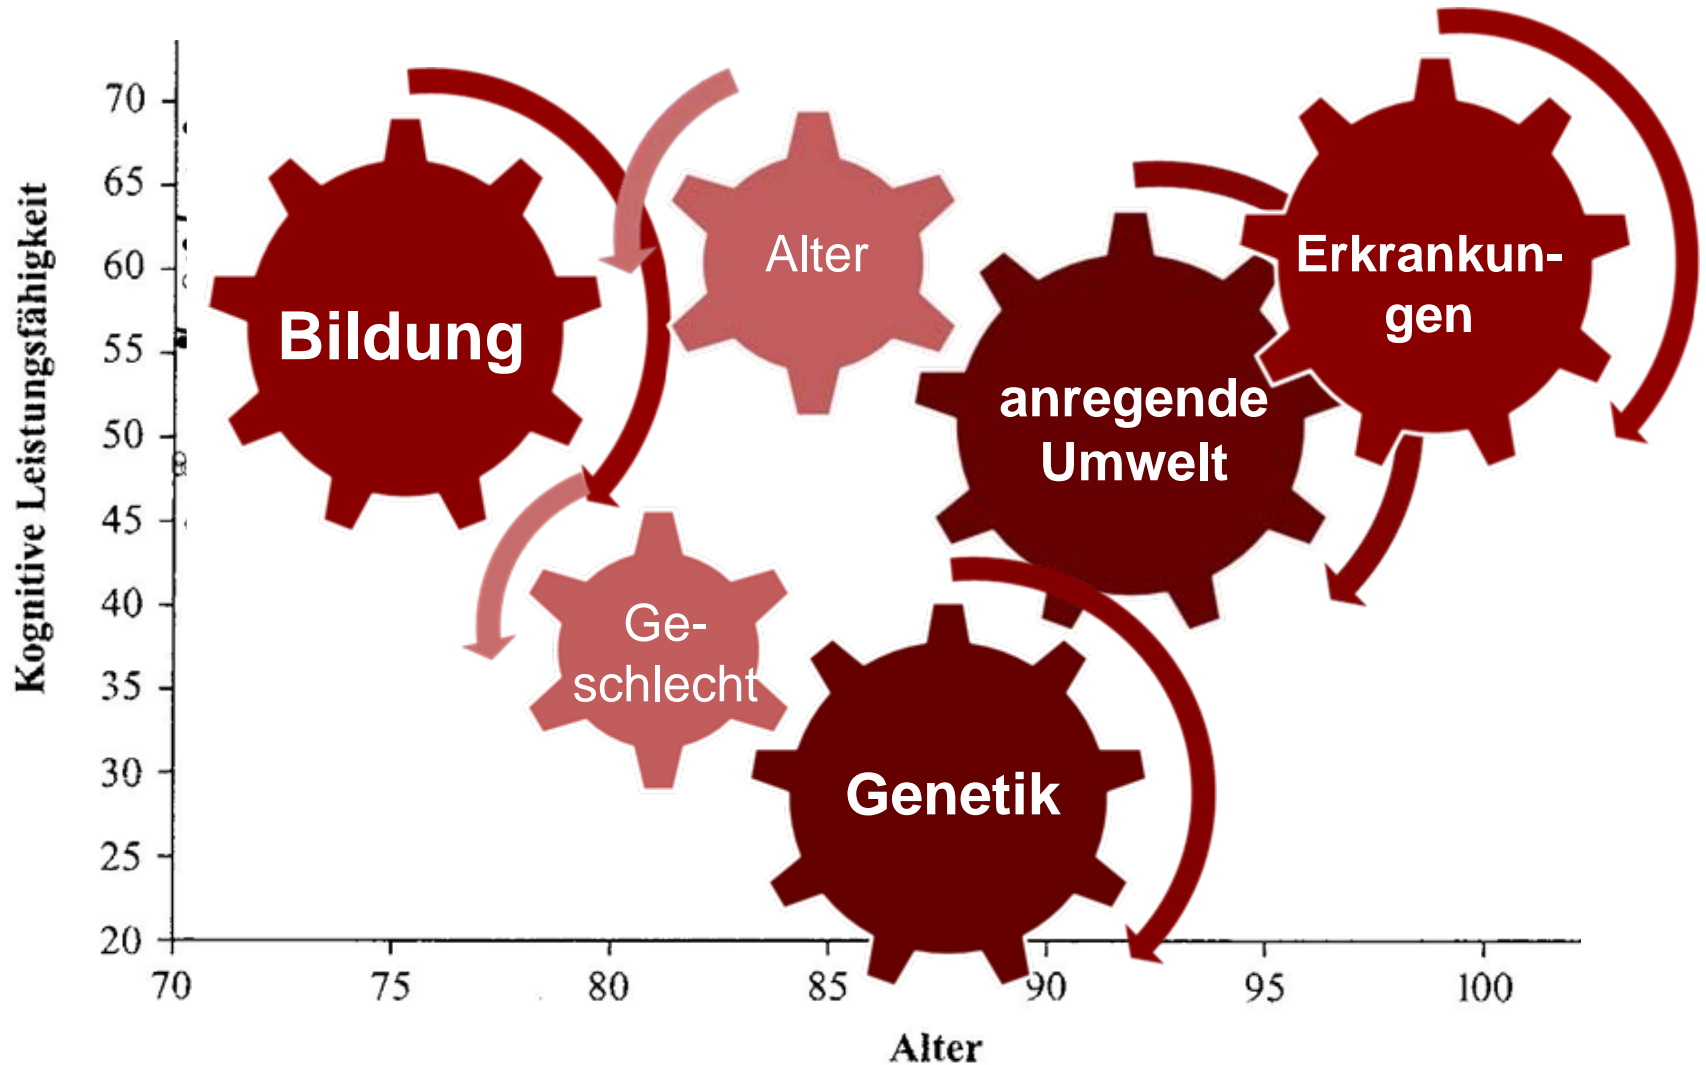 Kognitive Leistungsfähigkeit
70
65
60
55
50
45
40
35
30
25
20
70
75
80
85
90
95
100
Alter
Bildung
Alter
Erkrankun-
gen
anregende
Umwelt
Ge-
schlecht
Genetik